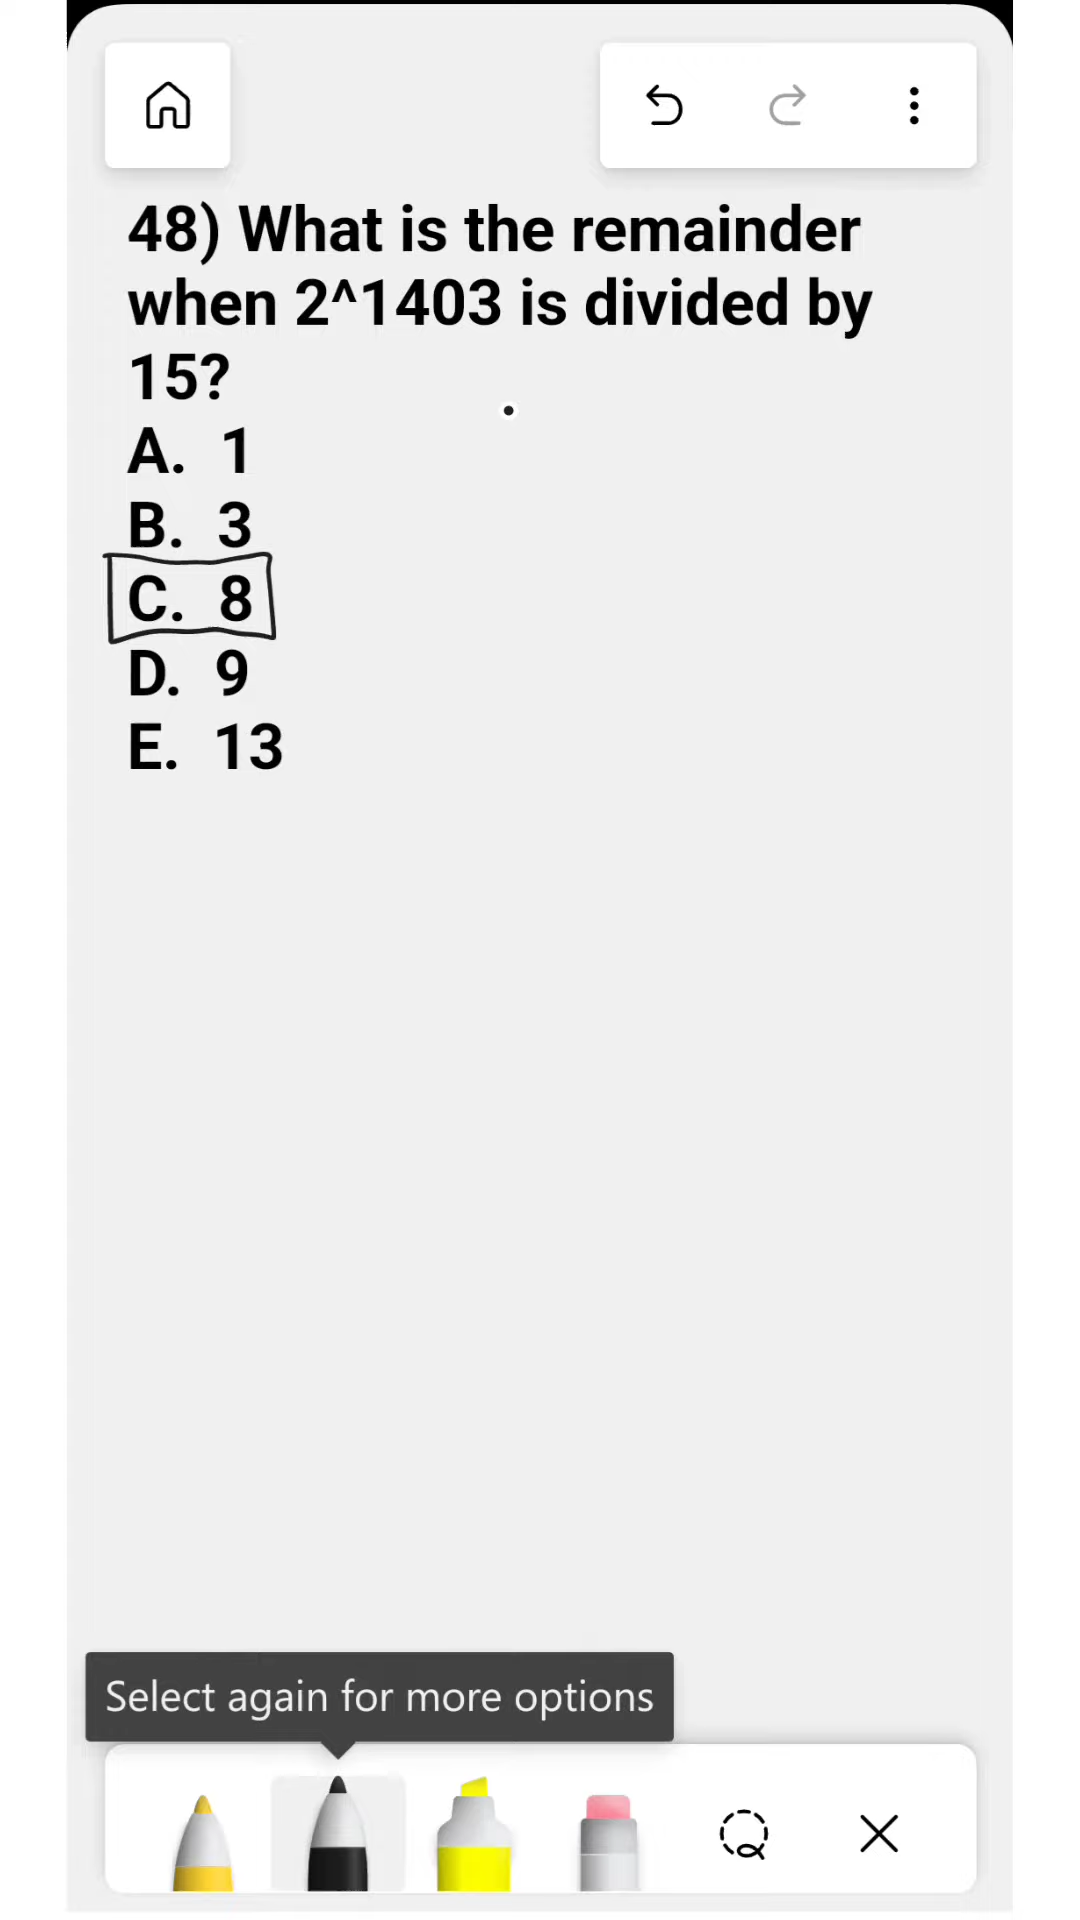 48) What is the remainder
when 2^1403 is divided by
15?
A. 1
B. 3
C. 8
D. 9
E. 13
Select again for more options